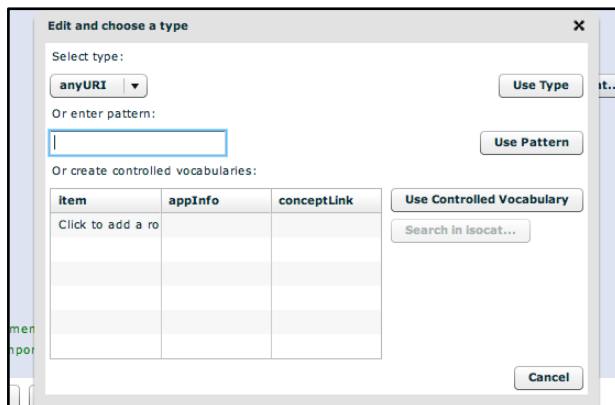 Edit and choose a type
Select type:
anyURI
Use Type
Or enter pattern:
Use Pattern
Or create controlled vocabularies:
item appInfo conceptLink
Use Controlled Vocabulary
Click to add a ro
Search in isocat...
Cancel